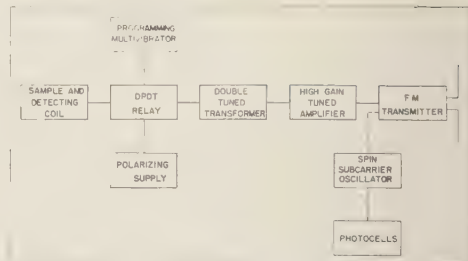 PROGRAMMING
MULTIVIBRATOR
SAMPLE AND
DETECTING
COIL
DPDT
RELAY
DOUBLE
TUNED
TRANSFORMER
HIGH GAIN
TUNED
AMPLIFIER
FM
TRANSMITTER
POLARIZING
SUPPLY
SPIN
SUBCARRIER
OSCILLATOR
PHOTOCELLS